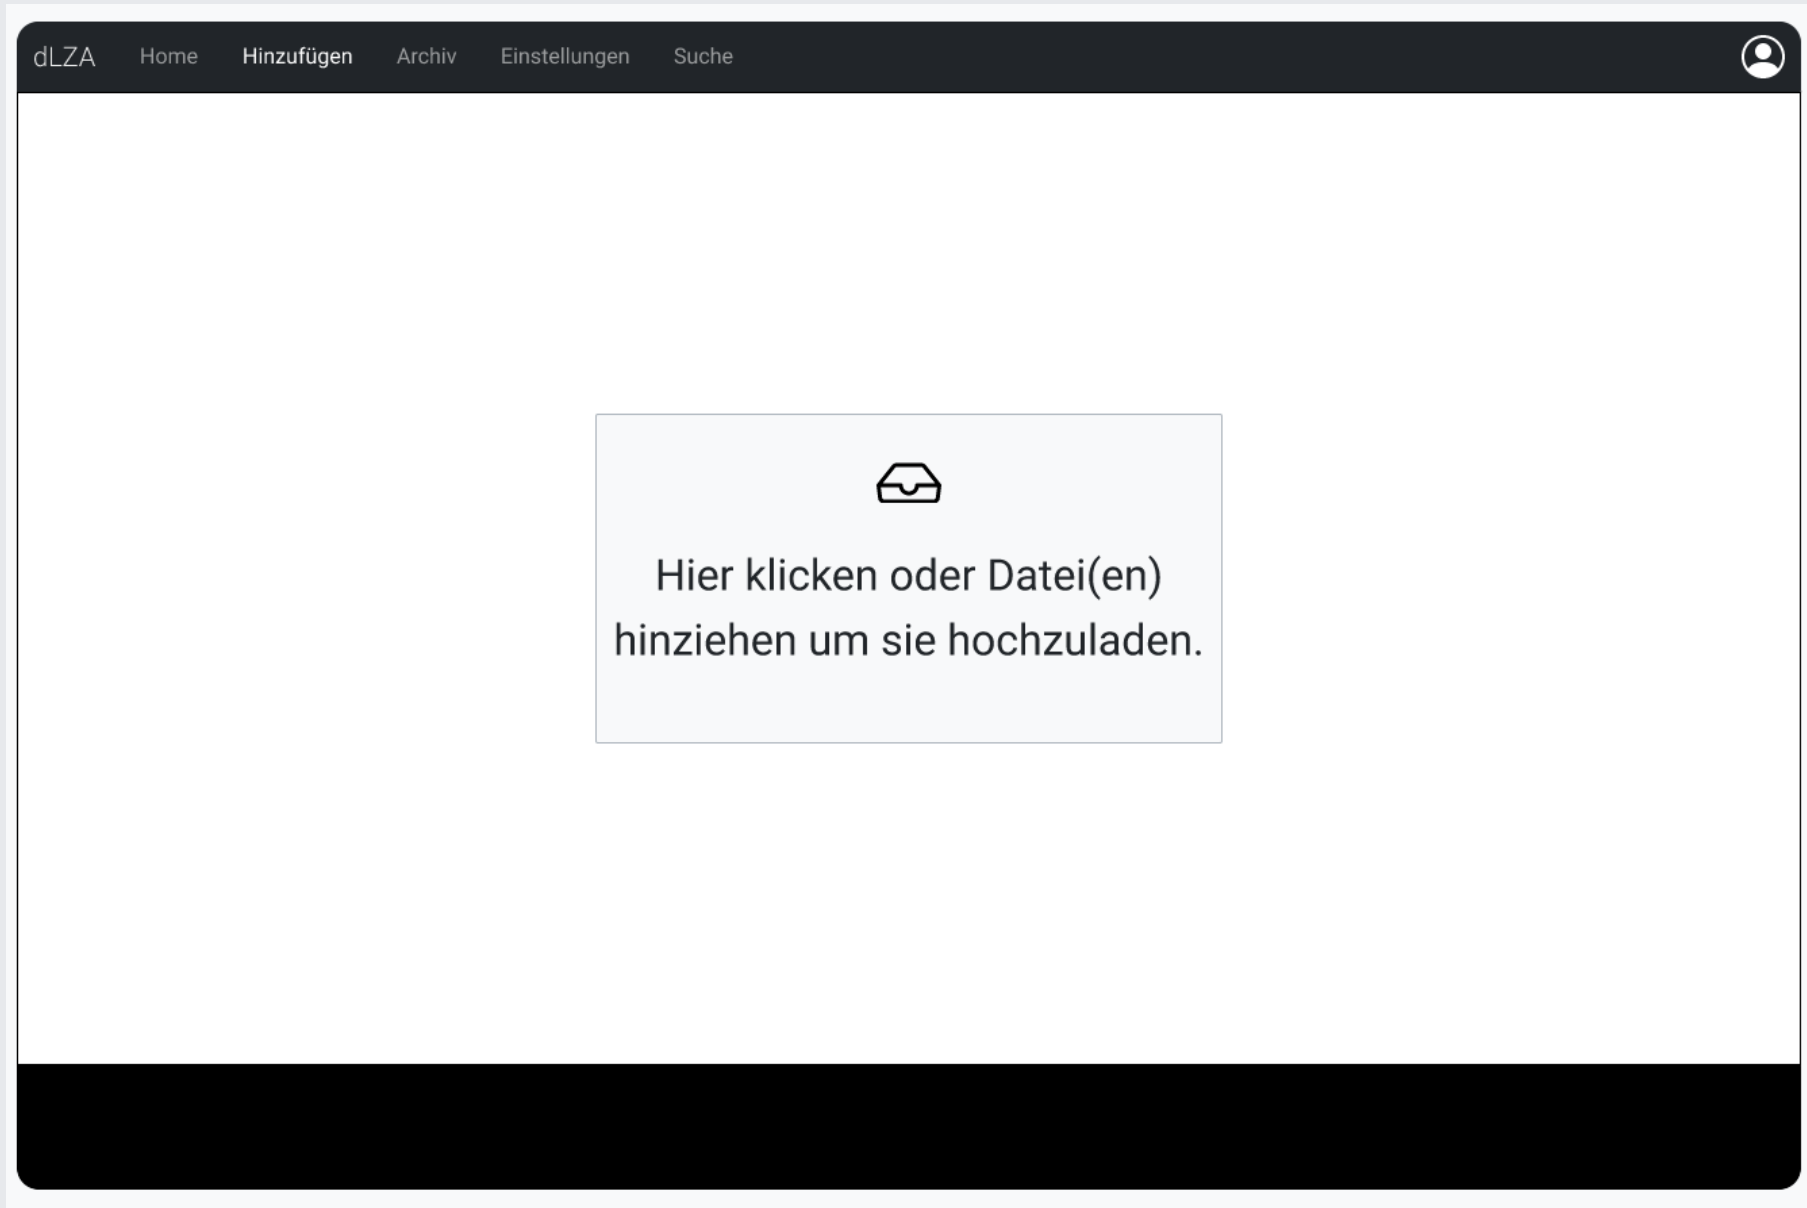 dLZA Home Hinzufügen Archiv Einstellungen Suche
Hier klicken oder Datei(en)
hinziehen um sie hochzuladen.